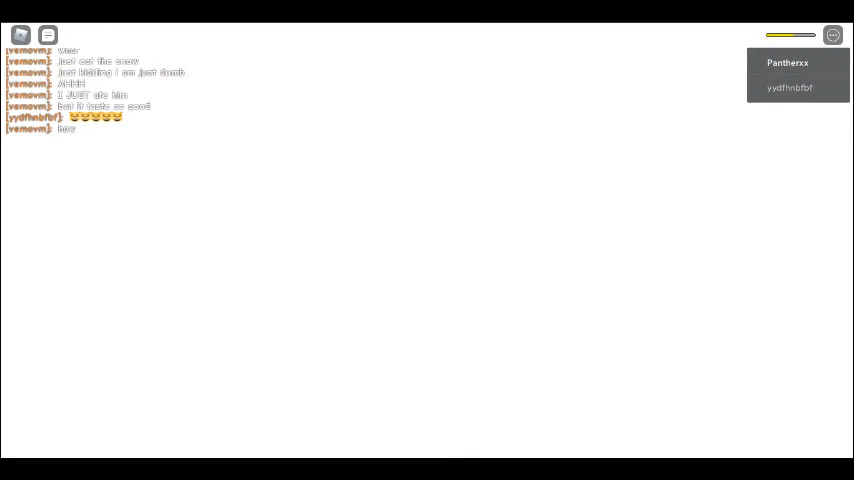 [vemovm]: what
[vemovm]: just eat the snow
[vemovm]: just kidding I am just dumb
[vemovm]: AHHH
[vemovm]: I JUST ate him
[vemovm]: but it taste so good
[yydfhnbfbf]: 😹😹😹😹😹
[vemovm]: how
Pantherxx
yydfhnbfbf